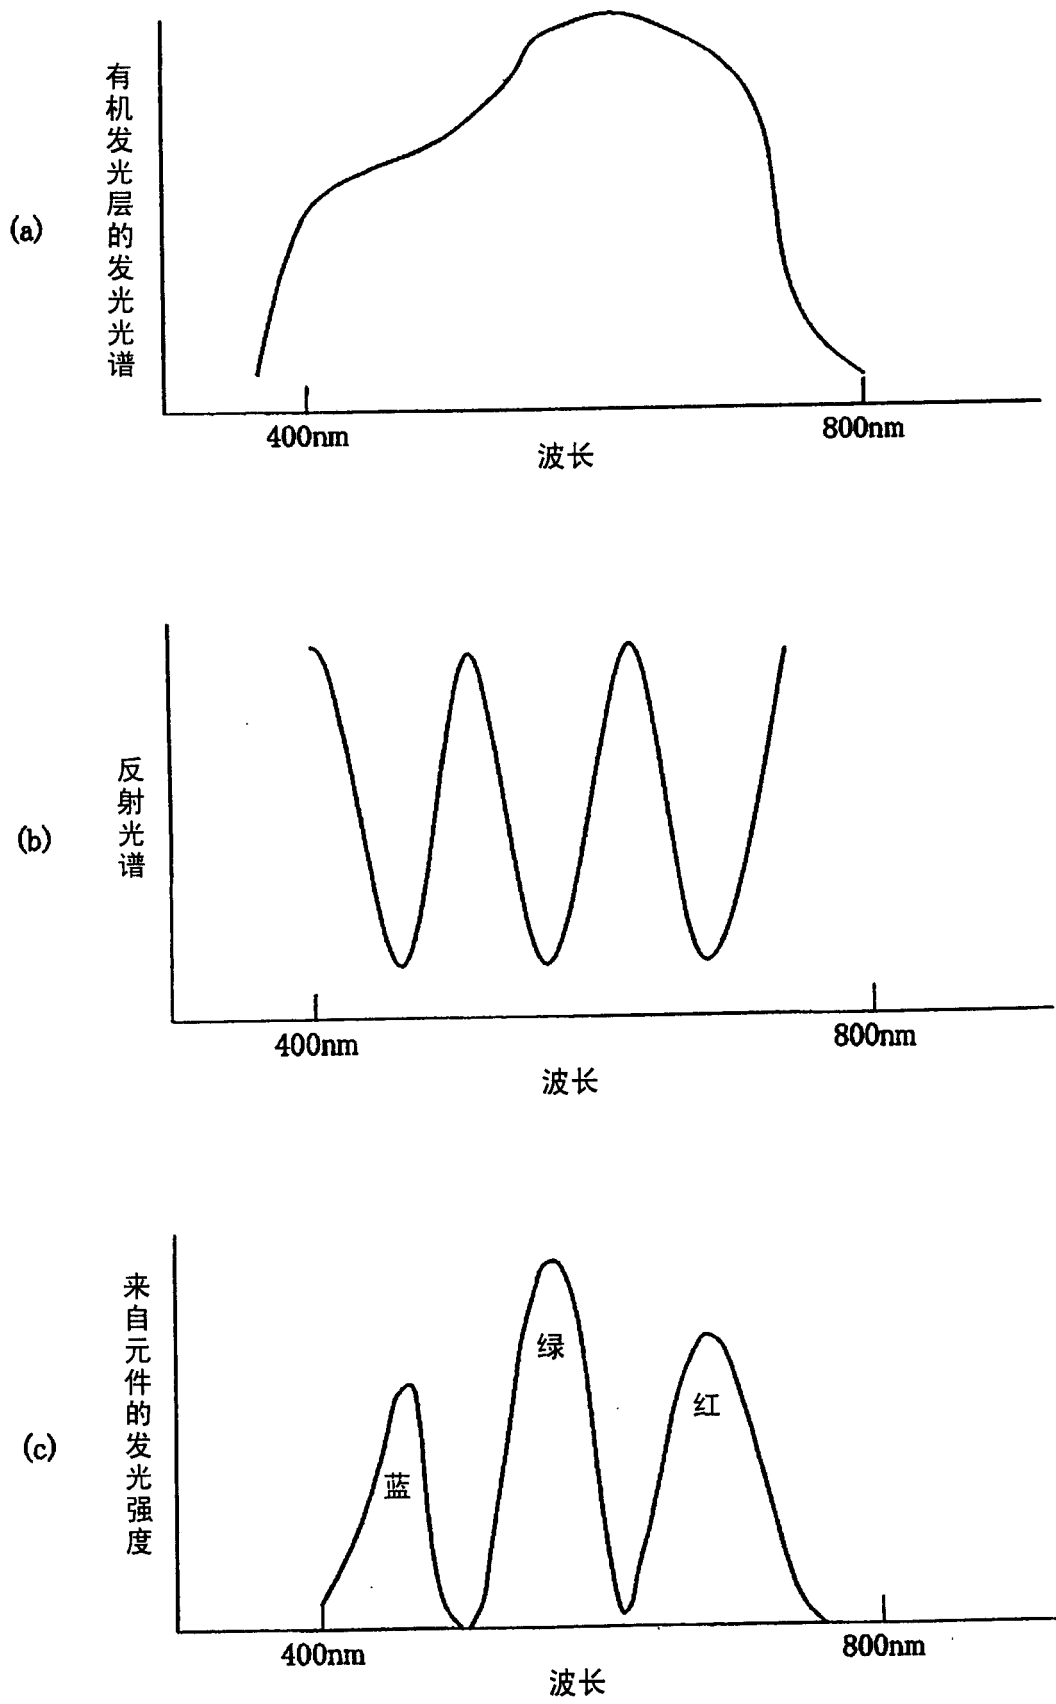 (a)
有机发光层的发光光谱
400nm
800nm
波长
(b)
反射光谱
400nm
800nm
波长
(c)
来自元件的发光强度
蓝
绿
红
400nm
800nm
波长